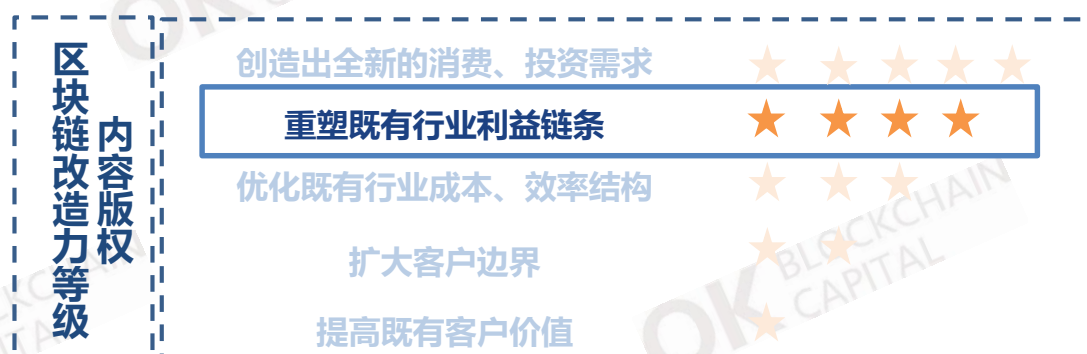 区块链改造力等级
内容版权
创造出全新的消费、投资需求
重塑既有行业利益链条
优化既有行业成本、效率结构
扩大客户边界
提高既有客户价值
OK BLOCKCHAIN
CAPITAL